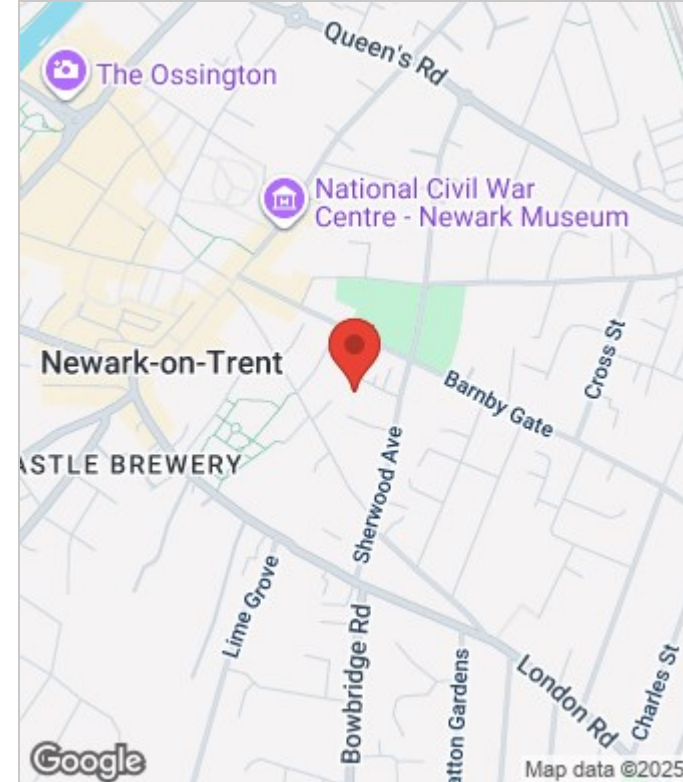 Queen's Rd
The Ossington
National Civil War
Centre - Newark Museum
Newark-on-Trent
Cross St
Barnby Gate
ASTLE BREWERY
Sherwood Ave
Lime Grove
Bowbridge Rd
London Rd
Charles St
atton Gardens
Google
Map data ©2025